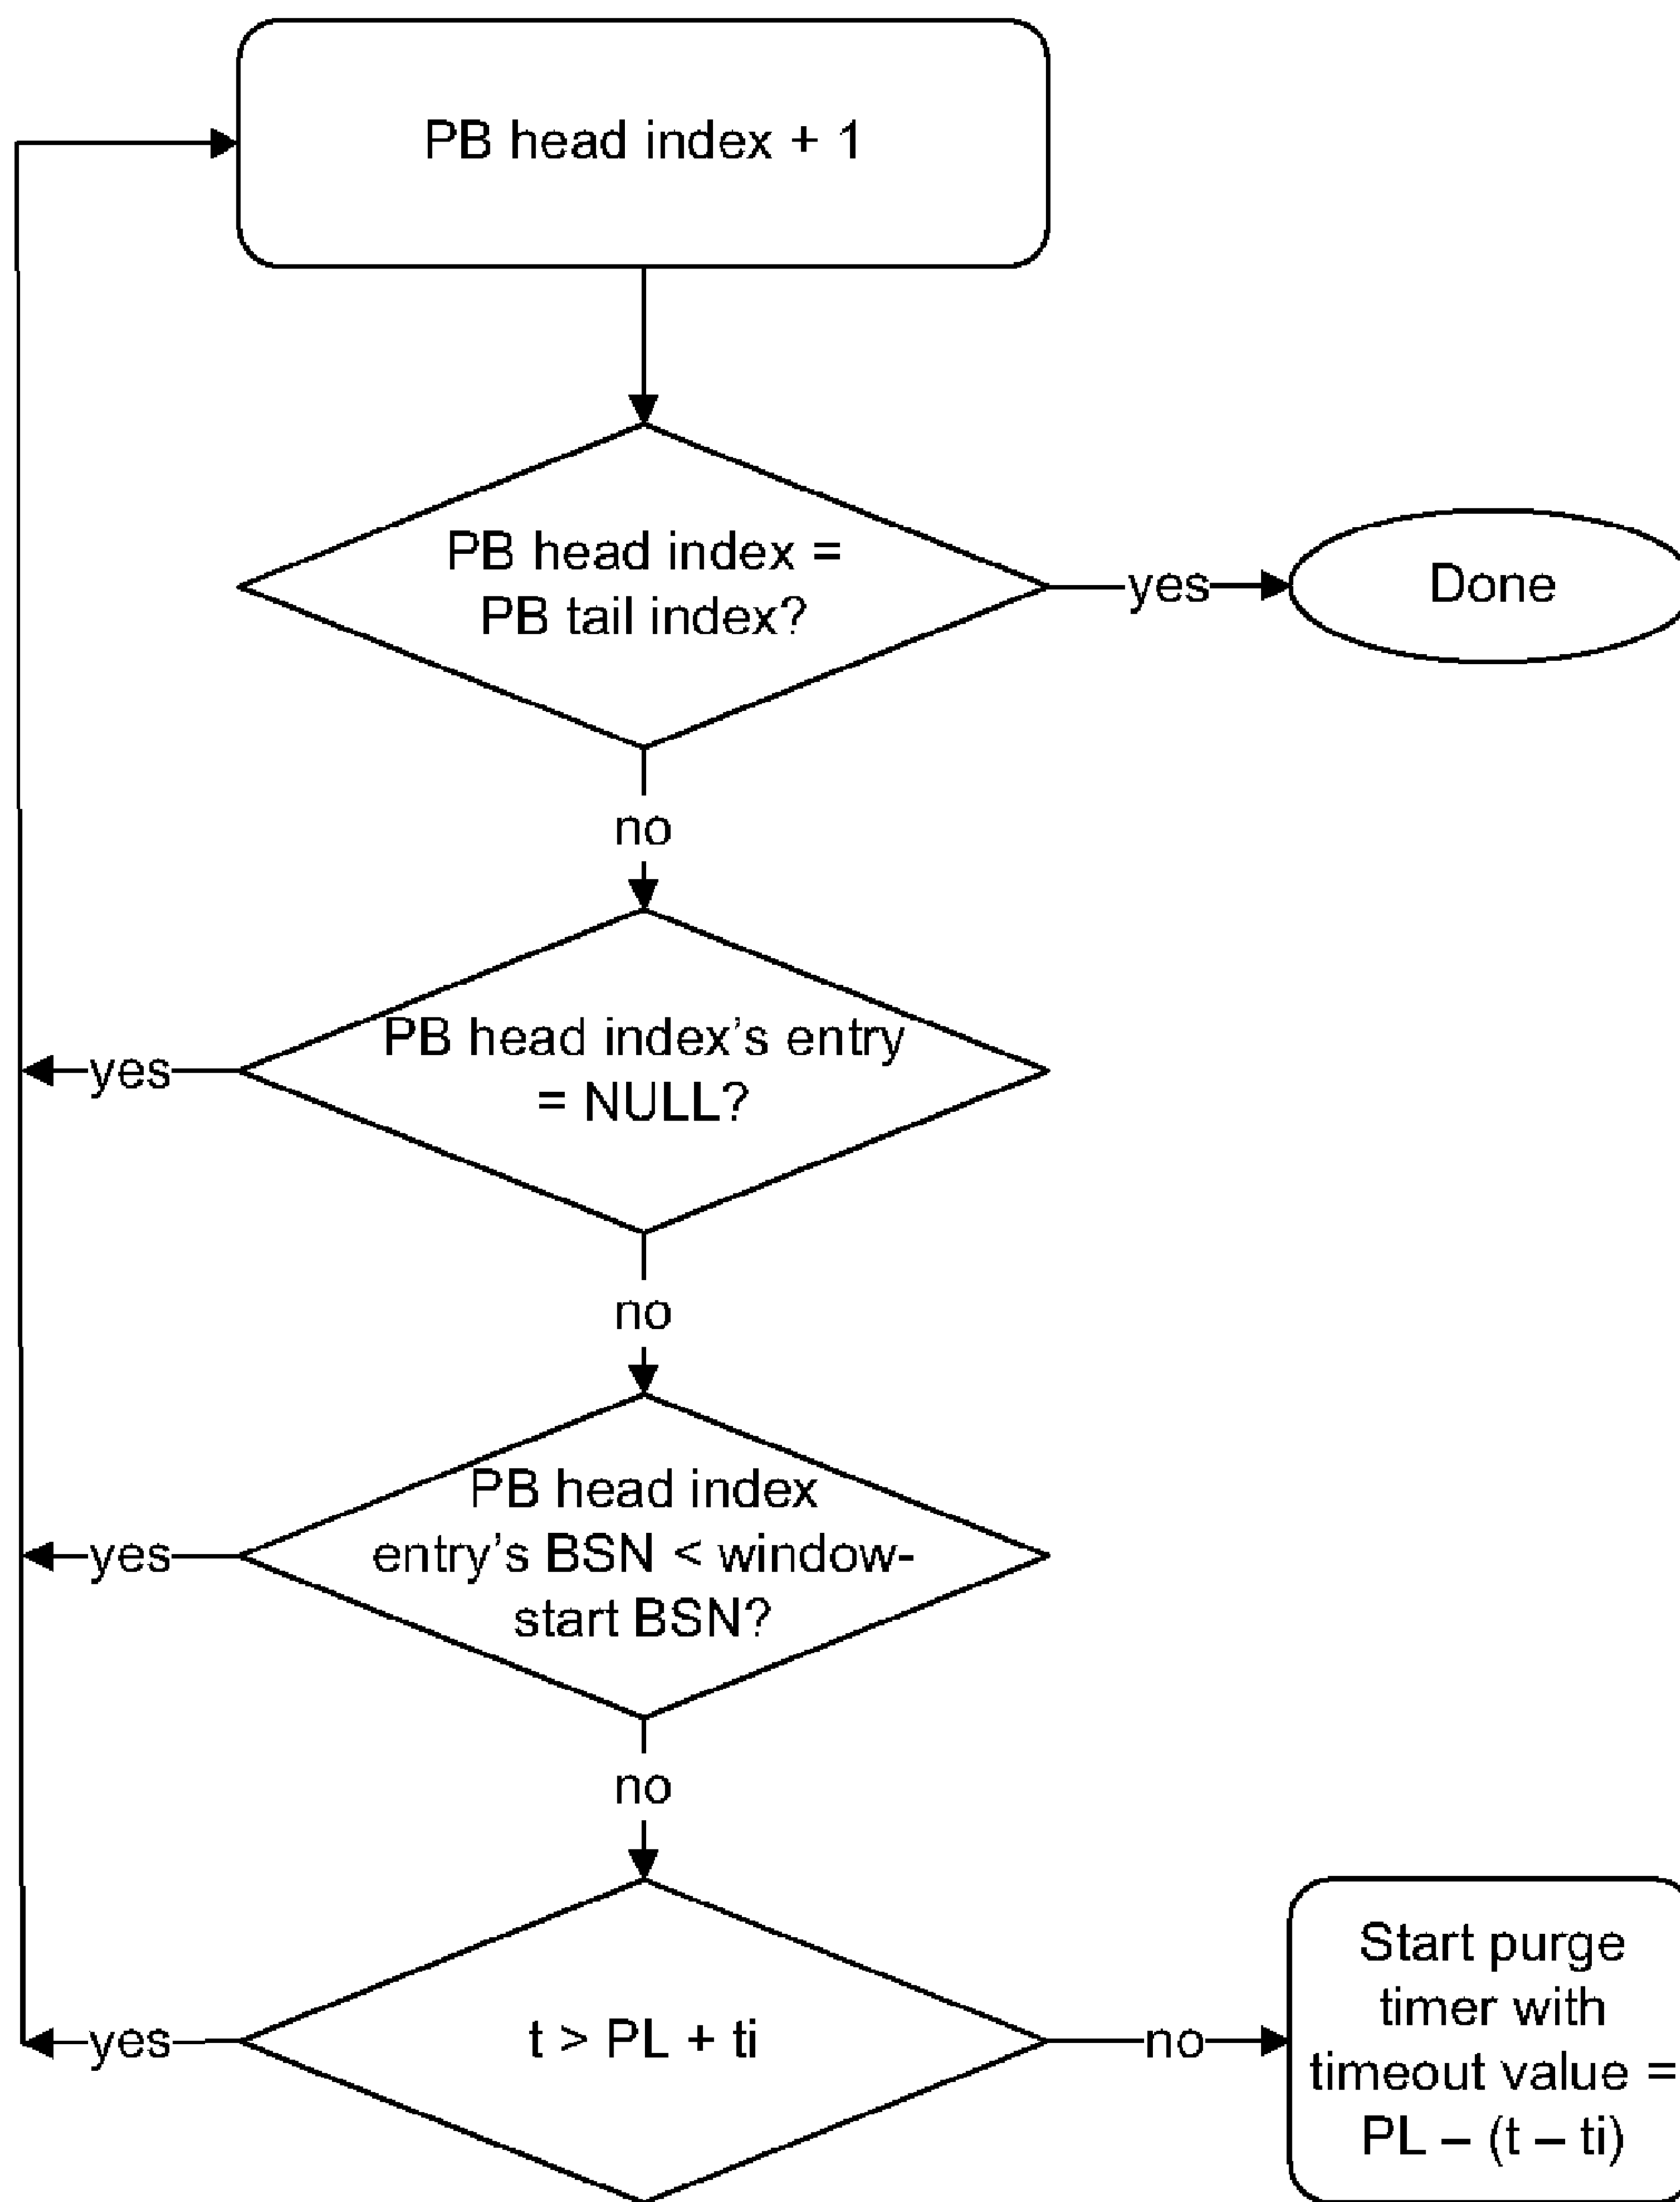 PB head index + 1
PB head index =
PB tail index?
yes
Done
no
PB head index’s entry
= NULL?
yes
no
PB head index
entry’s BSN < window-
start BSN?
yes
no
t > PL + ti
yes
no
Start purge
timer with
timeout value =
PL – (t – ti)